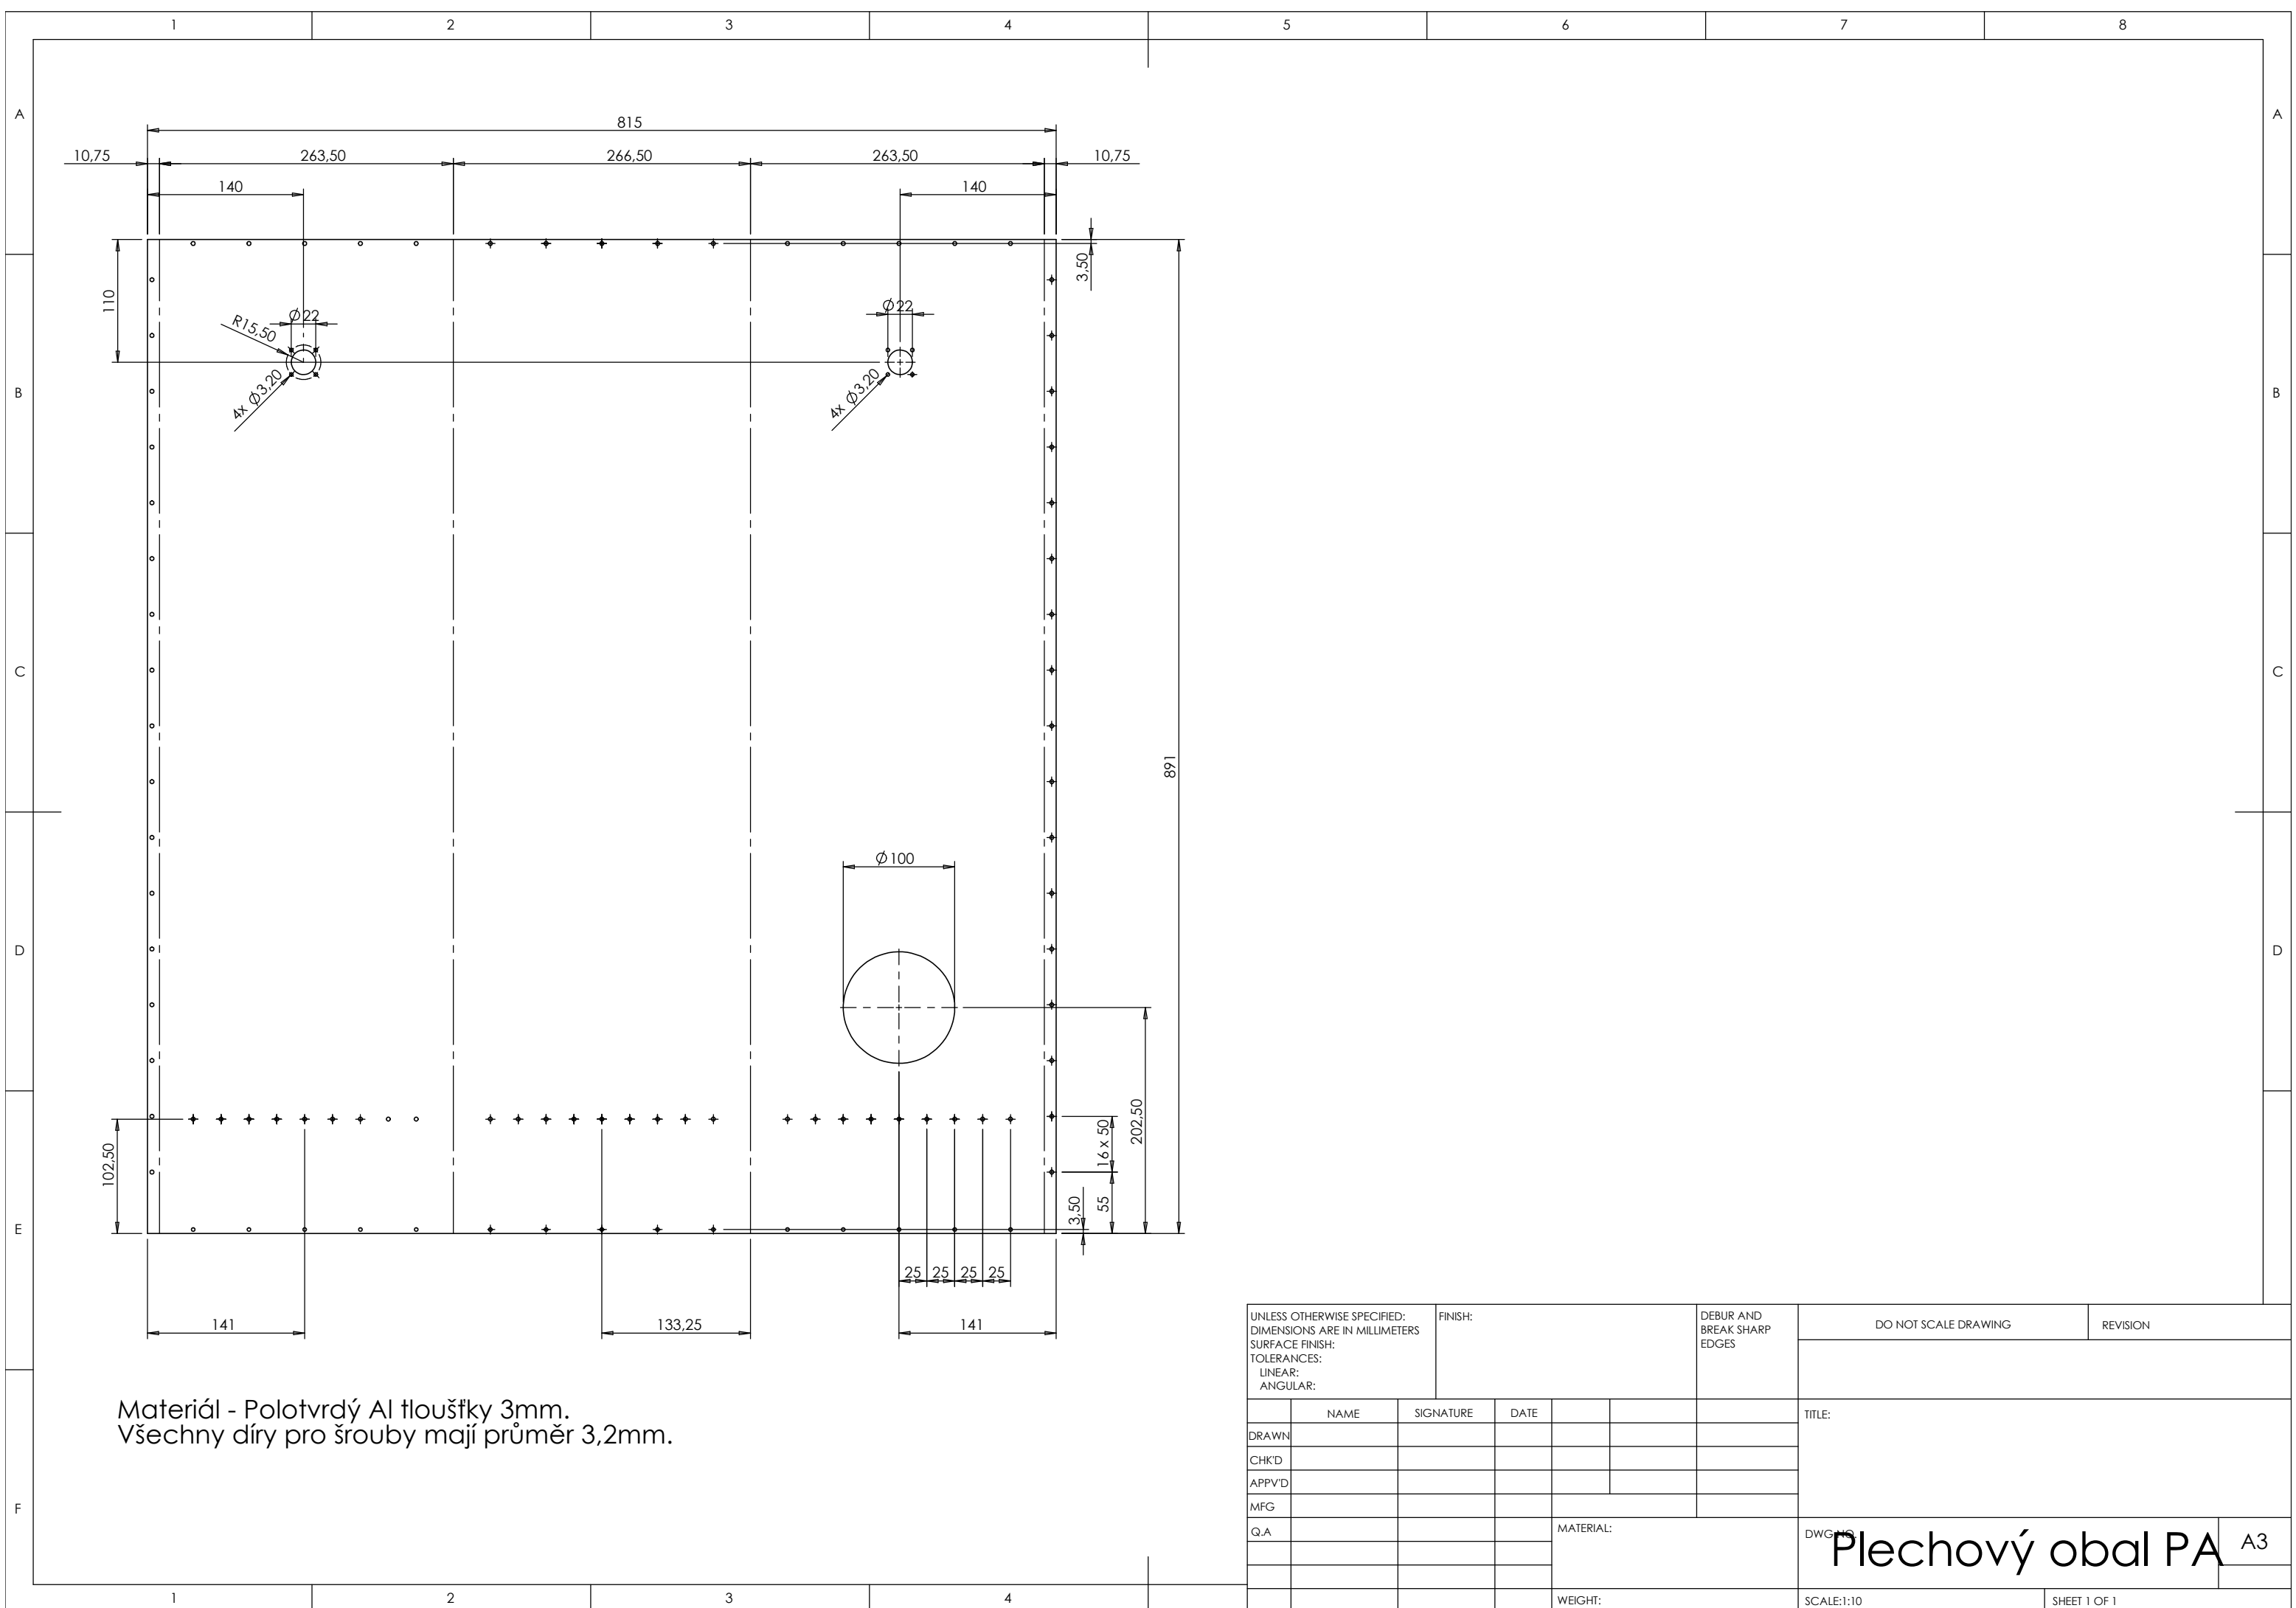 1 2 3 4 5 6 7 8
A A
815
10,75 263,50 266,50 263,50 10,75
140 140
3,50
110
R15,50 Ø22 Ø22
4x Ø3,20 4x Ø3,20
B B
C C
891
Ø100
D D
202,50
16 x 50
102,50
55
3,50
E E
25 25 25 25
141 133,25 141
Materiál - Polotvrdý Al tloušťky 3mm.
Všechny díry pro šrouby mají průměr 3,2mm.
F
UNLESS OTHERWISE SPECIFIED:
DIMENSIONS ARE IN MILLIMETERS
SURFACE FINISH:
TOLERANCES:
LINEAR:
ANGULAR:
FINISH:
DEBUR AND
BREAK SHARP
EDGES
DO NOT SCALE DRAWING
REVISION
NAME SIGNATURE DATE
DRAWN
CHK'D
APPV'D
MFG
Q.A
TITLE:
MATERIAL:
DWG NO.
Plechový obal PA
A3
WEIGHT:
SCALE:1:10
SHEET 1 OF 1
1 2 3 4